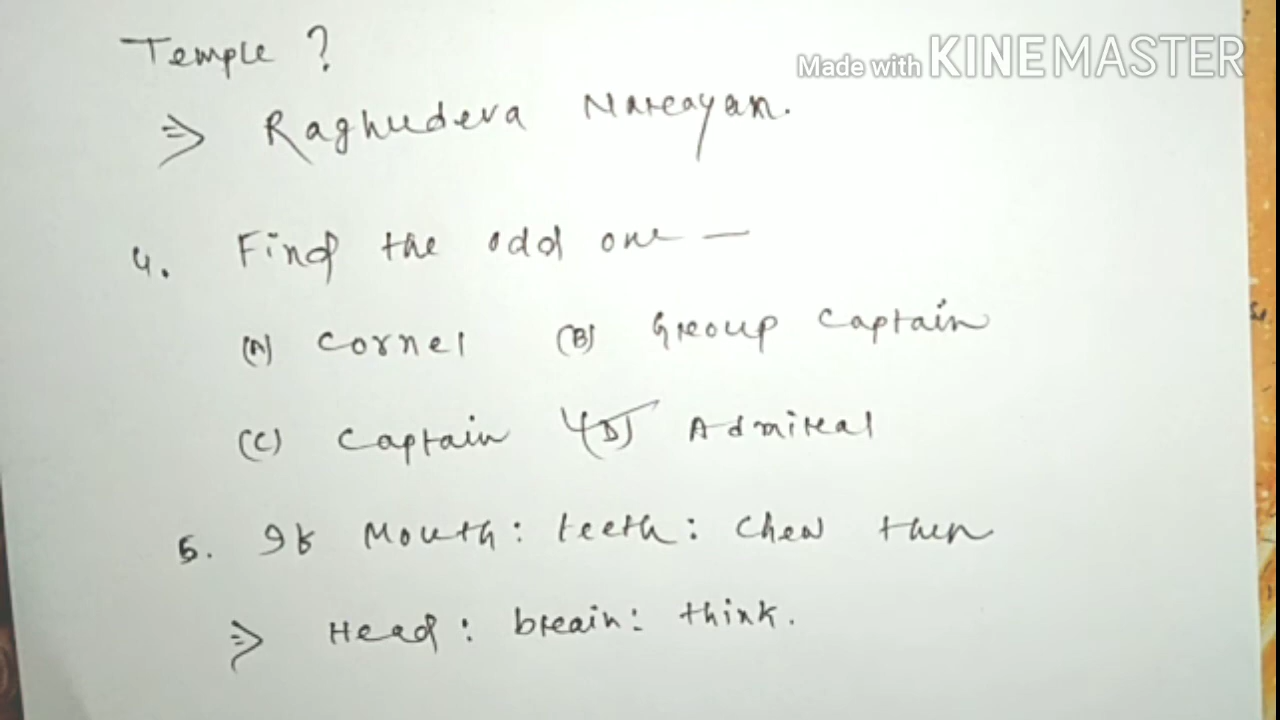 Temple ?
Made with KINEMASTER
⇒ Raghudeva Narayan.
4. Find the odd one —
(A) Cornel (B) Group Captain
(C) Captain (D) Admiral
5. If Mouth : teeth : Chew then
⇒ Head : brain : think.